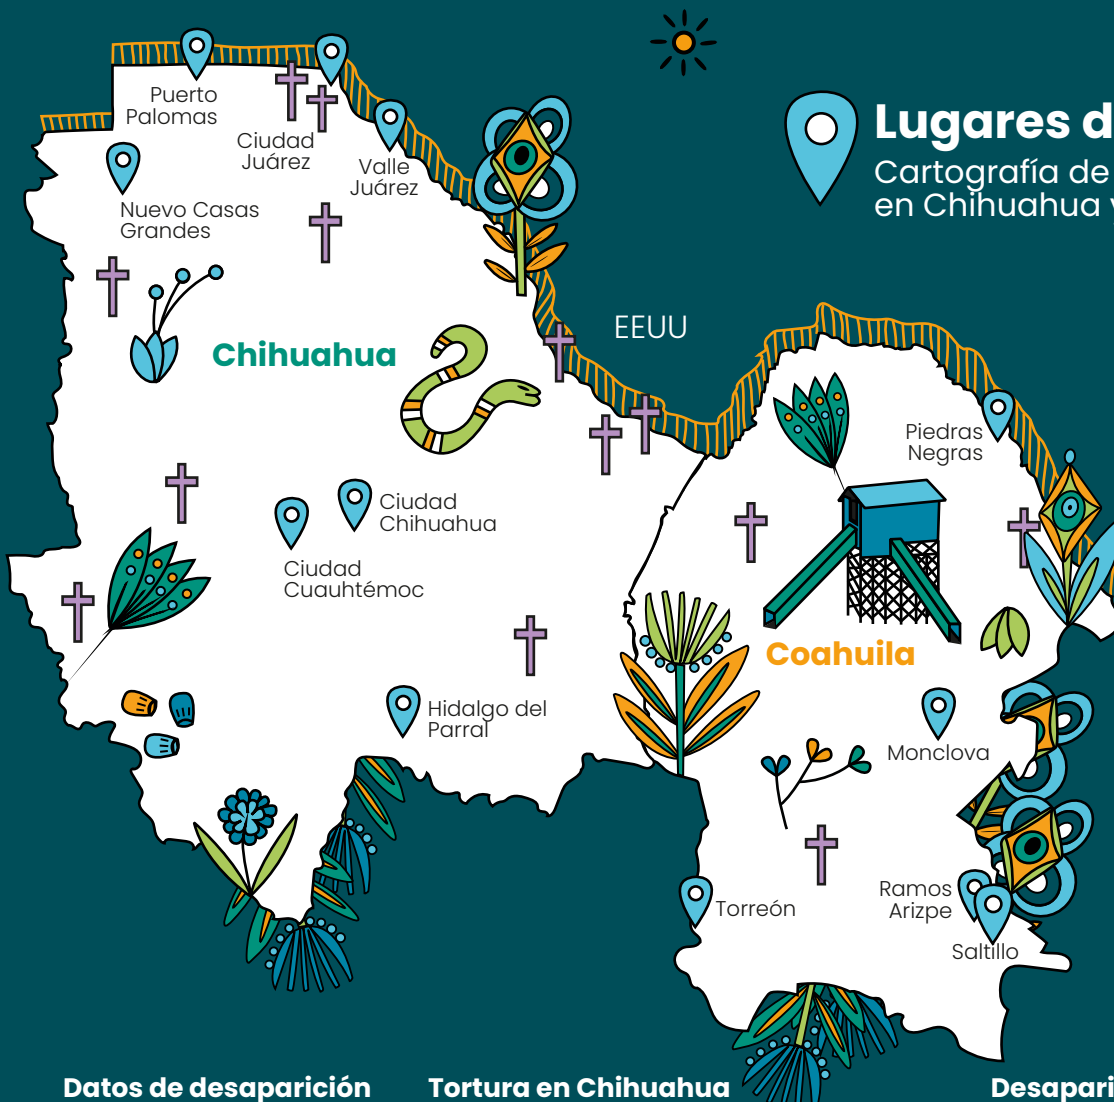 Lugares d
Cartografía de
en Chihuahua y
Puerto
Palomas
Ciudad
Juárez
Valle
Juárez
Nuevo Casas
Grandes
EEUU
Chihuahua
Piedras
Negras
Ciudad
Chihuahua
Ciudad
Cuauhtémoc
Coahuila
Hidalgo del
Parral
Monclova
Ramos
Arizpe
Torreón
Saltillo
Datos de desaparición
Tortura en Chihuahua
Desapari